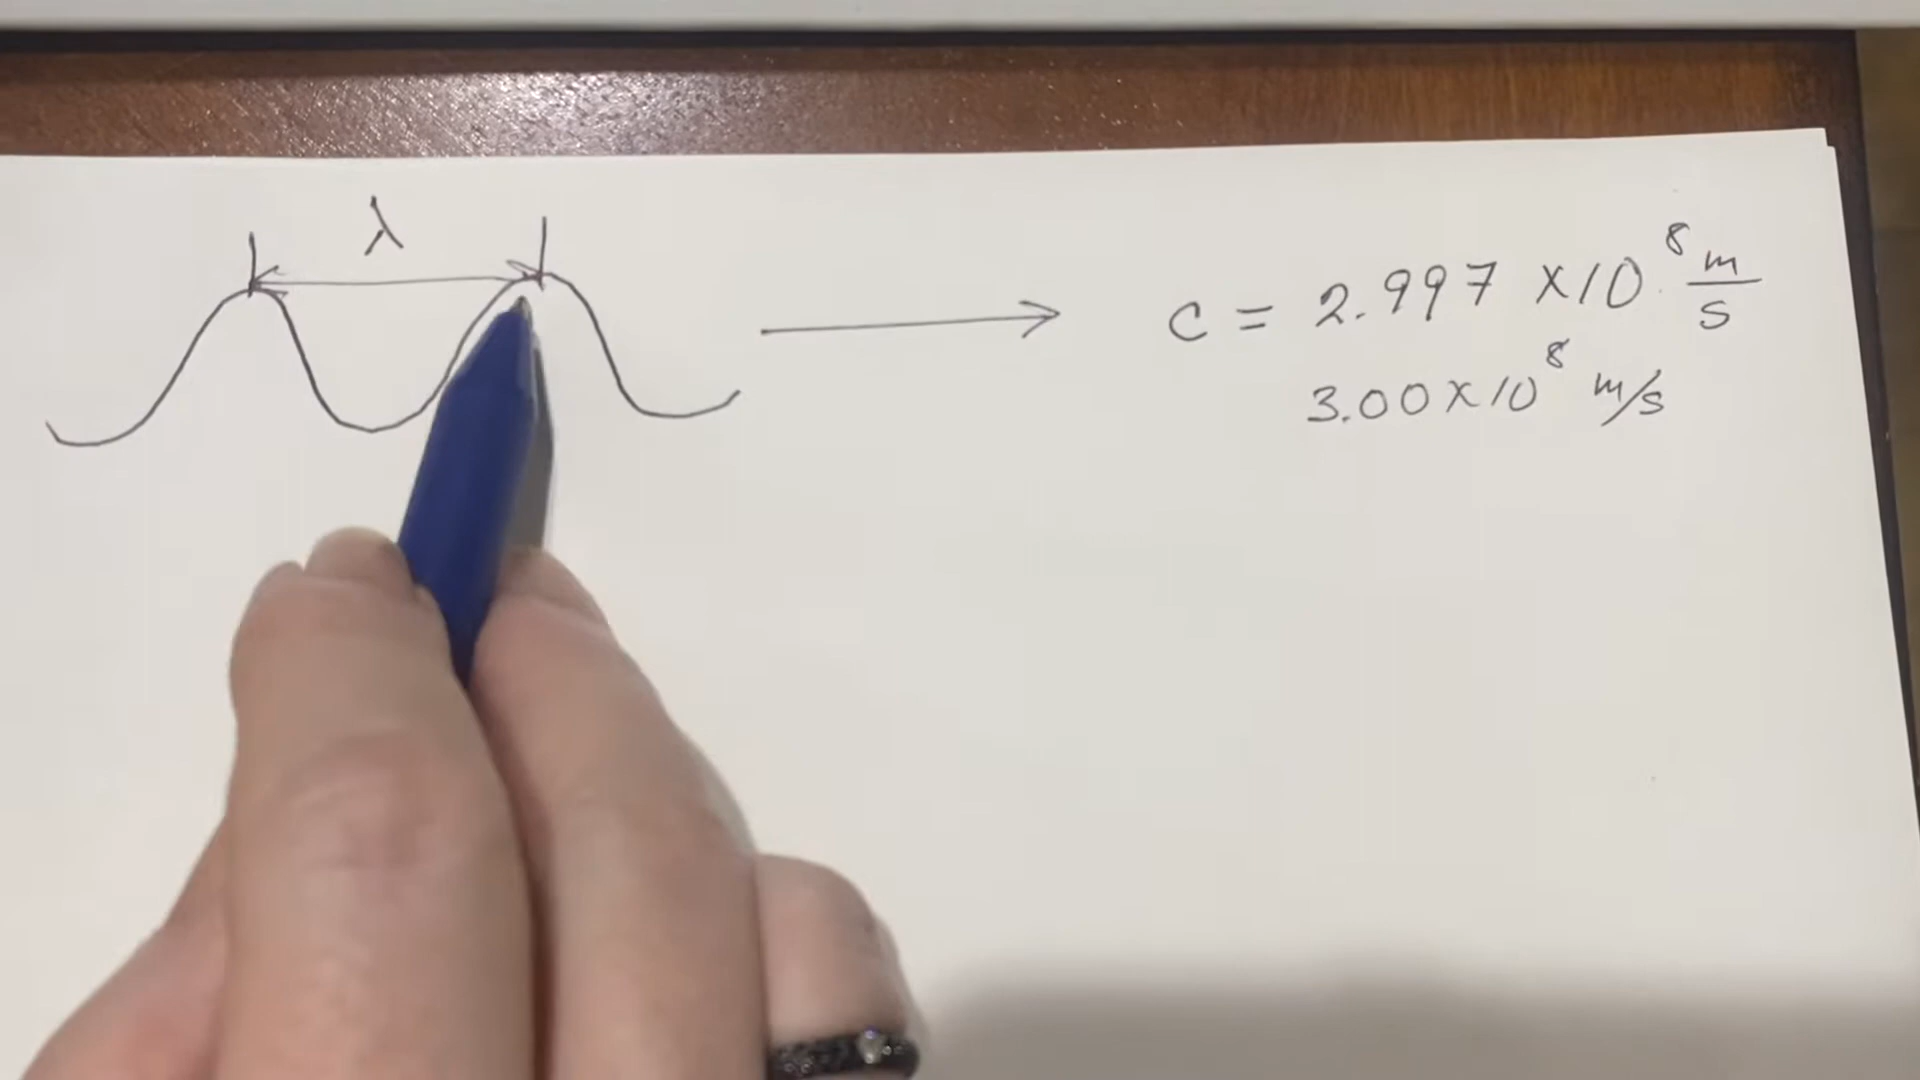 λ
c = 2.997 × 10⁸ m/s
3.00 × 10⁸ m/s